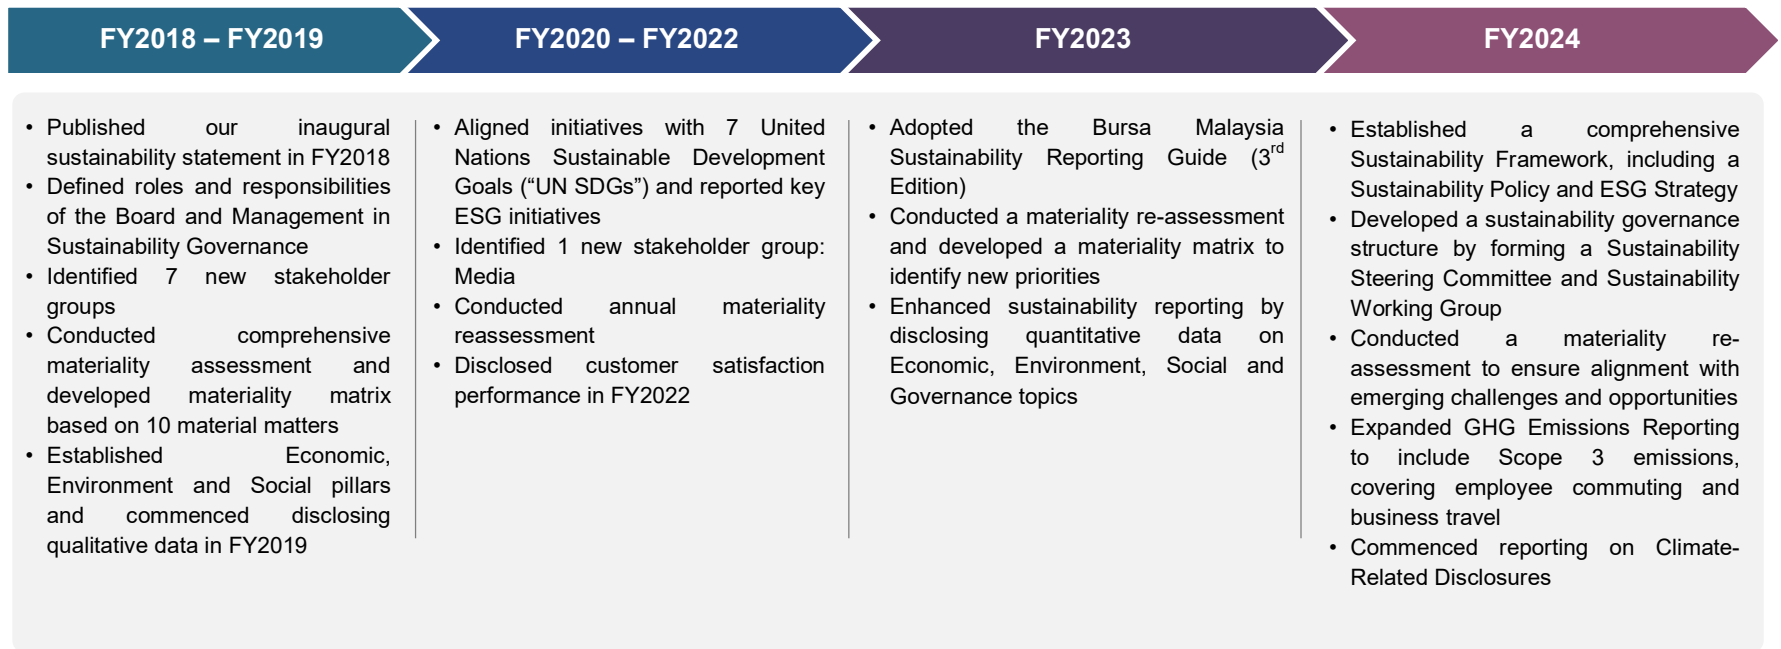 FY2018 – FY2019
FY2020 – FY2022
FY2023
FY2024
• Published our inaugural
sustainability statement in FY2018
• Defined roles and responsibilities
of the Board and Management in
Sustainability Governance
• Identified 7 new stakeholder
groups
• Conducted comprehensive
materiality assessment and
developed materiality matrix
based on 10 material matters
• Established Economic,
Environment and Social pillars
and commenced disclosing
qualitative data in FY2019
• Aligned initiatives with 7 United
Nations Sustainable Development
Goals (“UN SDGs”) and reported key
ESG initiatives
• Identified 1 new stakeholder group:
Media
• Conducted annual materiality
reassessment
• Disclosed customer satisfaction
performance in FY2022
• Adopted the Bursa Malaysia
Sustainability Reporting Guide (3rd
Edition)
• Conducted a materiality re-assessment
and developed a materiality matrix to
identify new priorities
• Enhanced sustainability reporting by
disclosing quantitative data on
Economic, Environment, Social and
Governance topics
• Established a comprehensive
Sustainability Framework, including a
Sustainability Policy and ESG Strategy
• Developed a sustainability governance
structure by forming a Sustainability
Steering Committee and Sustainability
Working Group
• Conducted a materiality re-
assessment to ensure alignment with
emerging challenges and opportunities
• Expanded GHG Emissions Reporting
to include Scope 3 emissions,
covering employee commuting and
business travel
• Commenced reporting on Climate-
Related Disclosures